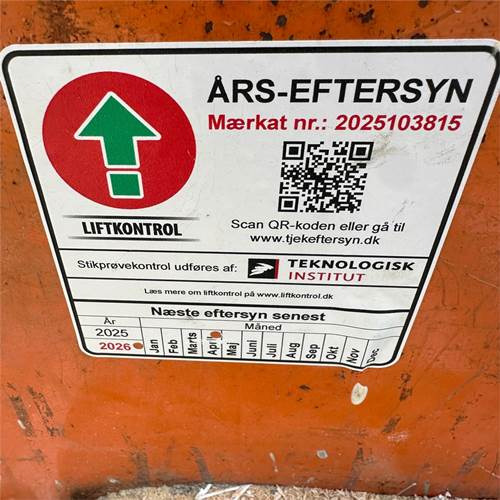 ÅRS-EFTERSYN
Mærkat nr.: 2025103815
LIFTKONTROL
Scan QR-koden eller gå til
www.tjekeftersyn.dk
Stikprøvekontrol udføres af: TEKNOLOGISK
INSTITUT
Læs mere om liftkontrol på www.liftkontrol.dk
Næste eftersyn senest
År Måned
2025
2026
Jan Feb Marts April Maj Juni Juli Aug Sep Okt Nov Dec